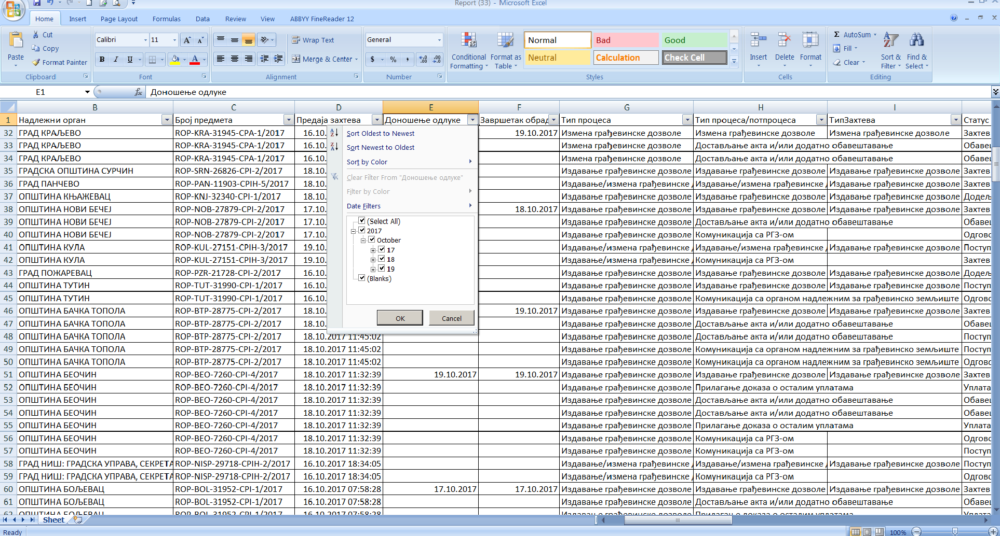 Report (33) - Microsoft Excel
Home Insert Page Layout Formulas Data Review View ABBYY FineReader 12
Paste Cut Copy Format Painter Clipboard
Calibri 11 B I U Font
Wrap Text Merge & Center Alignment
General $ % , Number
Conditional Formatting Format as Table Normal Bad Good Neutral Calculation Check Cell Styles
Insert Delete Format Cells
Σ AutoSum Fill Clear Sort & Filter Find & Select Editing
E1 fx Доношење одлуке
B C D E F G H I
1 Надлежни орган Број предмета Предаја захтева Доношење одлуке Завршетак обрад Тип процеса Тип процеса/потпроцеса ТипЗахтева Статус
32 ГРАД КРАЉЕВО ROP-KRA-31945-CPA-1/2017 16.10. 19.10.2017 Измена грађевинске дозволе Измена грађевинске дозволе Измена грађевинске дозволе Захтев
33 ГРАД КРАЉЕВО ROP-KRA-31945-CPA-1/2017 16.10. Измена грађевинске дозволе Достављање акта и/или додатно обавештавање
34 ГРАД КРАЉЕВО ROP-KRA-31945-CPA-1/2017 16.10. Измена грађевинске дозволе Достављање акта и/или додатно обавештавање
35 ГРАДСКА ОПШТИНА СУРЧИН ROP-SRN-26826-CPI-2/2017 18.10. Издавање грађевинске дозволе Издавање грађевинске дозволе Издавање грађевинске дозволе Захтев
36 ГРАД ПАНЧЕВО ROP-PAN-11903-CPIH-5/2017 18.10. Издавање/измена грађевинске Издавање/измена грађевинске Издавање грађевинске дозволе Захтев
37 ОПШТИНА КЊАЖЕВАЦ ROP-KNJ-32340-CPI-1/2017 18.10. Издавање грађевинске дозволе Издавање грађевинске дозволе Издавање грађевинске дозволе Додељ
38 ОПШТИНА НОВИ БЕЧЕЈ ROP-NOB-27879-CPI-2/2017 17.10. 18.10.2017 Издавање грађевинске дозволе Издавање грађевинске дозволе Издавање грађевинске дозволе Захтев
39 ОПШТИНА НОВИ БЕЧЕЈ ROP-NOB-27879-CPI-2/2017 17.10. Издавање грађевинске дозволе Достављање акта и/или додатно обавештавање
40 ОПШТИНА НОВИ БЕЧЕЈ ROP-NOB-27879-CPI-2/2017 17.10. Издавање грађевинске дозволе Комуникација са РГЗ-ом Одгово
41 ОПШТИНА КУЛА ROP-KUL-27151-CPIH-3/2017 19.10. Издавање/измена грађевинске Издавање/измена грађевинске Издавање грађевинске дозволе Поступ
42 ОПШТИНА КУЛА ROP-KUL-27151-CPIH-3/2017 19.10. Издавање/измена грађевинске Комуникација са РГЗ-ом Захтев
43 ГРАД ПОЖАРЕВАЦ ROP-PZR-21728-CPI-2/2017 16.10. Издавање грађевинске дозволе Издавање грађевинске дозволе Издавање грађевинске дозволе Додељ
44 ОПШТИНА ТУТИН ROP-TUT-31990-CPI-1/2017 16.10. Издавање грађевинске дозволе Издавање грађевинске дозволе Издавање грађевинске дозволе Поступ
45 ОПШТИНА ТУТИН ROP-TUT-31990-CPI-1/2017 16.10. Издавање грађевинске дозволе Комуникација са органом надлежним за грађевинско земљиште Одгово
46 ОПШТИНА БАЧКА ТОПОЛА ROP-BTP-28775-CPI-2/2017 18.10. 19.10.2017 Издавање грађевинске дозволе Издавање грађевинске дозволе Издавање грађевинске дозволе Захтев
47 ОПШТИНА БАЧКА ТОПОЛА ROP-BTP-28775-CPI-2/2017 18.10. Издавање грађевинске дозволе Достављање акта и/или додатно обавештавање
48 ОПШТИНА БАЧКА ТОПОЛА ROP-BTP-28775-CPI-2/2017 18.10.2017 11:45:02 Издавање грађевинске дозволе Достављање акта и/или додатно обавештавање Поступ
49 ОПШТИНА БАЧКА ТОПОЛА ROP-BTP-28775-CPI-2/2017 18.10.2017 11:45:02 Издавање грађевинске дозволе Комуникација са органом надлежним за грађевинско земљиште Поступ
50 ОПШТИНА БАЧКА ТОПОЛА ROP-BTP-28775-CPI-2/2017 18.10.2017 11:45:02 Издавање грађевинске дозволе Комуникација са органом надлежним за грађевинско земљиште Одгово
51 ОПШТИНА БЕОЧИН ROP-BEO-7260-CPI-4/2017 18.10.2017 11:32:39 19.10.2017 19.10.2017 Издавање грађевинске дозволе Издавање грађевинске дозволе Издавање грађевинске дозволе Захтев
52 ОПШТИНА БЕОЧИН ROP-BEO-7260-CPI-4/2017 18.10.2017 11:32:39 Издавање грађевинске дозволе Прилагање доказа о осталим уплатама Уплата
53 ОПШТИНА БЕОЧИН ROP-BEO-7260-CPI-4/2017 18.10.2017 11:32:39 Издавање грађевинске дозволе Достављање акта и/или додатно обавештавање
54 ОПШТИНА БЕОЧИН ROP-BEO-7260-CPI-4/2017 18.10.2017 11:32:39 Издавање грађевинске дозволе Достављање акта и/или додатно обавештавање
55 ОПШТИНА БЕОЧИН ROP-BEO-7260-CPI-4/2017 18.10.2017 11:32:39 Издавање грађевинске дозволе Прилагање доказа о осталим уплатама Уплата
56 ОПШТИНА БЕОЧИН ROP-BEO-7260-CPI-4/2017 18.10.2017 11:32:39 Издавање грађевинске дозволе Комуникација са РГЗ-ом Одгово
57 ОПШТИНА БЕОЧИН ROP-BEO-7260-CPI-4/2017 18.10.2017 11:32:39 Издавање грађевинске дозволе Комуникација са РГЗ-ом Поступ
58 ГРАД НИШ: ГРАДСКА УПРАВА, СЕКРЕТА ROP-NISP-29718-CPIH-2/2017 16.10.2017 18:34:05 Издавање/измена грађевинске Издавање/измена грађевинске Издавање грађевинске дозволе Поступ
59 ГРАД НИШ: ГРАДСКА УПРАВА, СЕКРЕТА ROP-NISP-29718-CPIH-2/2017 16.10.2017 18:34:05 Издавање/измена грађевинске Комуникација са РГЗ-ом Одгово
60 ОПШТИНА БОЉЕВАЦ ROP-BOL-31952-CPI-1/2017 16.10.2017 07:58:28 17.10.2017 17.10.2017 Издавање грађевинске дозволе Издавање грађевинске дозволе Издавање грађевинске дозволе Захтев
61 ОПШТИНА БОЉЕВАЦ ROP-BOL-31952-CPI-1/2017 16.10.2017 07:58:28 Издавање грађевинске дозволе Достављање акта и/или додатно обавештавање
Sort Oldest to Newest
Sort Newest to Oldest
Sort by Color
Clear Filter From "Доношење одлуке"
Filter by Color
Date Filters
(Select All)
2017
October
17
18
19
(Blanks)
OK Cancel
Sheet
Ready 100%